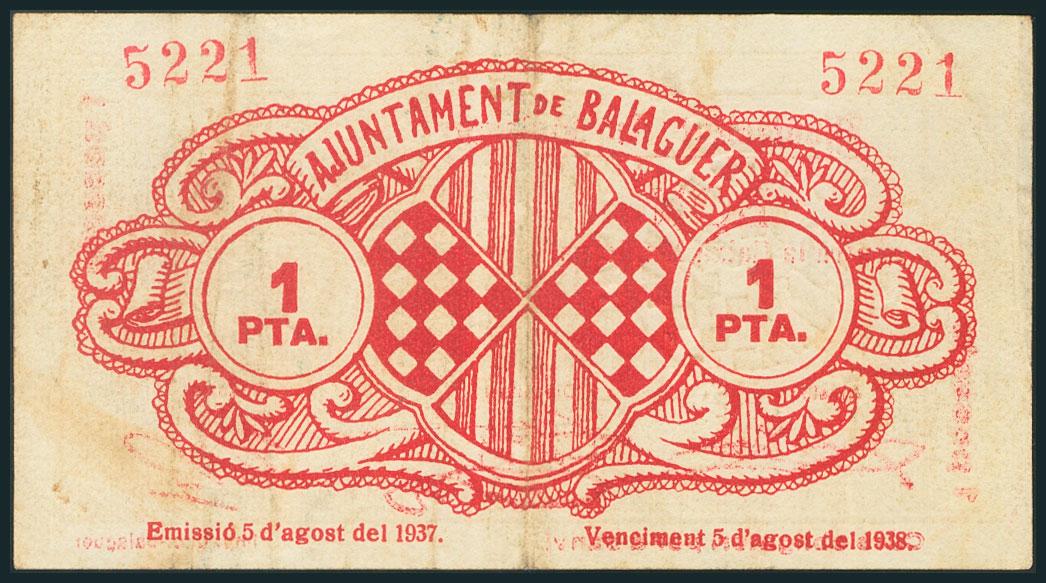 5221 5221
AJUNTAMENT DE BALAGUER
1 1
PTA. PTA.
Emissió 5 d'agost del 1937. Venciment 5 d'agost del 1938.